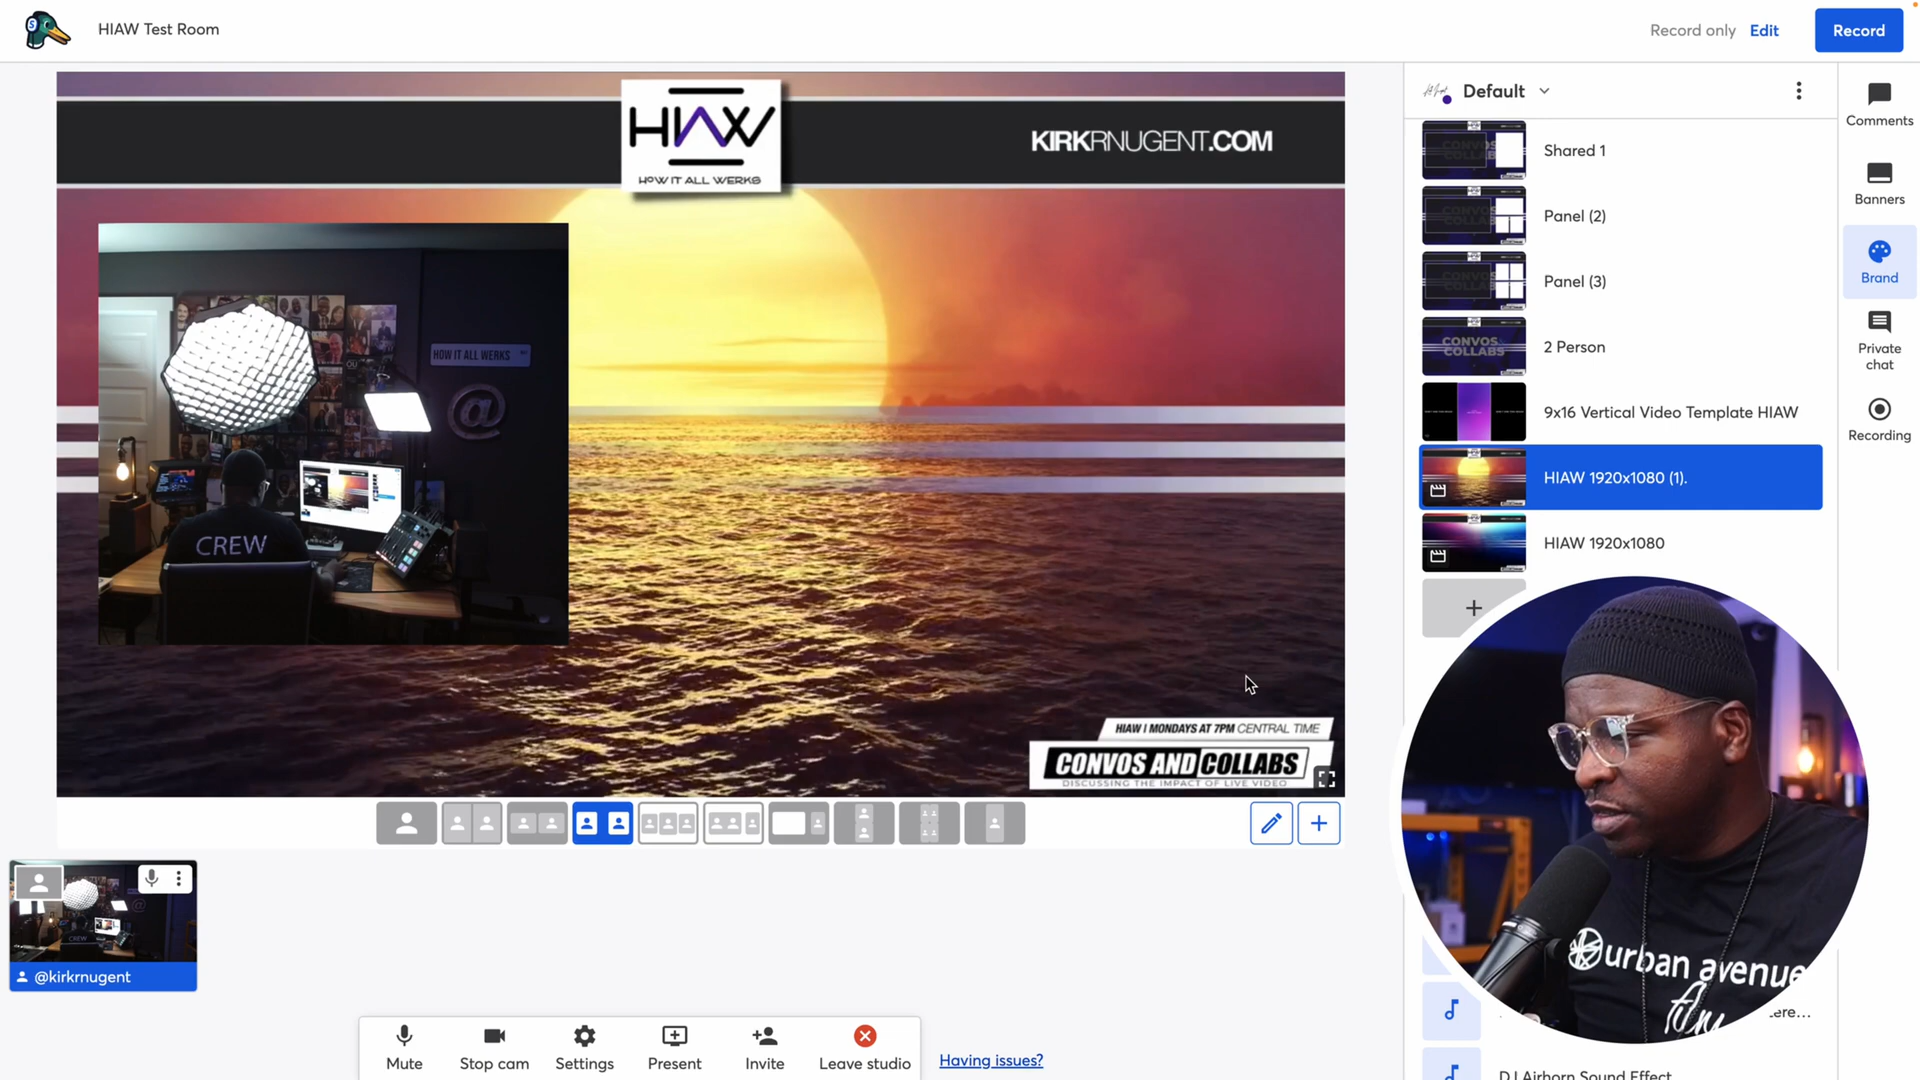 HIAW Test Room
Record only
Edit
Record
HIAW
HOW IT ALL WERKS
KIRKRNUGENT.COM
HOW IT ALL WERKS
@
CREW
HIAW | MONDAYS AT 7PM CENTRAL TIME
CONVOS AND COLLABS
DISCUSSING THE IMPACT OF LIVE VIDEO
Default
Shared 1
Panel (2)
Panel (3)
CONVOS
COLLABS
2 Person
9x16 Vertical Video Template HIAW
HIAW 1920x1080 (1).
HIAW 1920x1080
Comments
Banners
Brand
Private
chat
Recording
urban avenue
ere...
DJ Airhorn Sound Effect
@kirkrnugent
Mute
Stop cam
Settings
Present
Invite
Leave studio
Having issues?